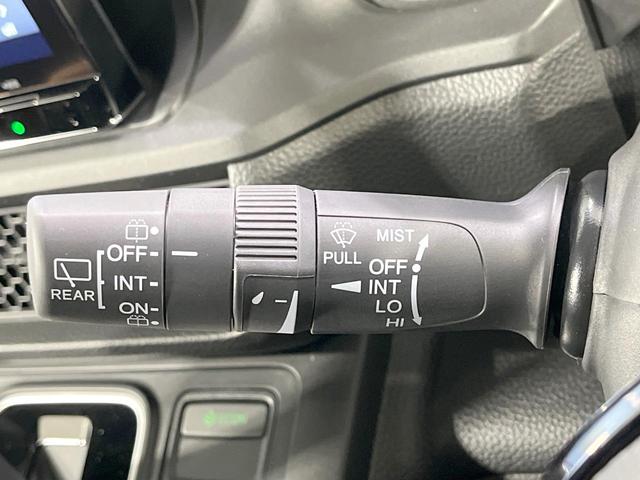 OFF
INT
ON
REAR
PULL
MIST
OFF
INT
LO
HI